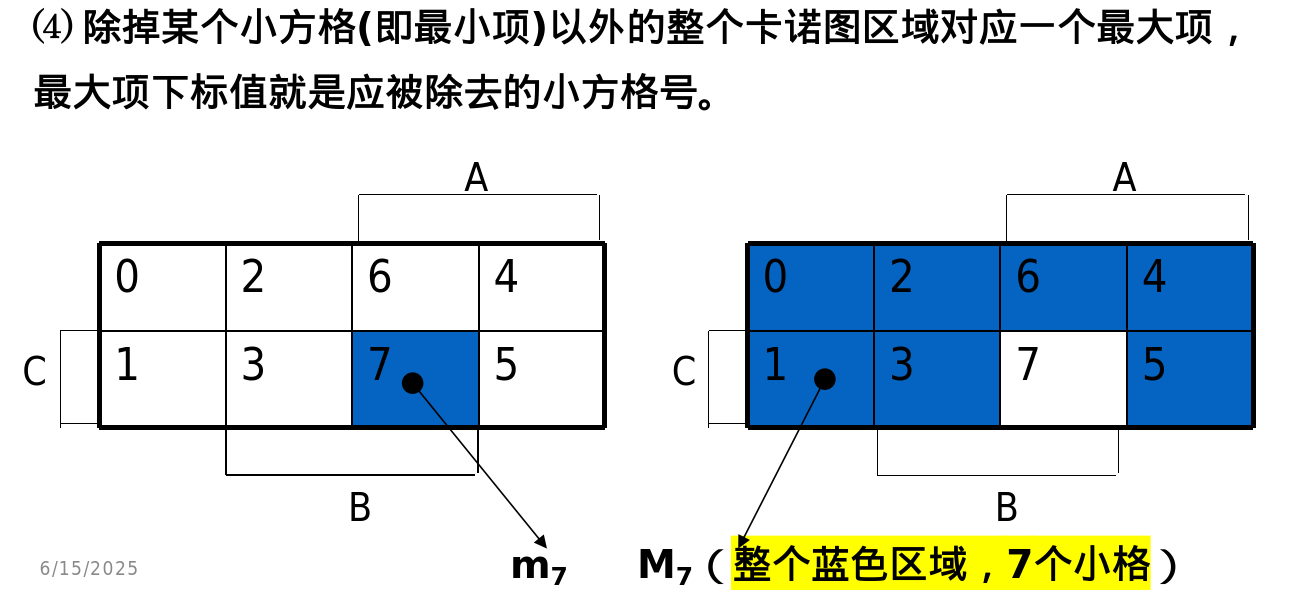 (4) 除掉某个小方格(即最小项)以外的整个卡诺图区域对应一个最大项，
最大项下标值就是应被除去的小方格号。
A
0 2 6 4
C
1 3 7 5
B
m7
A
0 2 6 4
C
1 3 7 5
B
M7（整个蓝色区域，7个小格）
6/15/2025